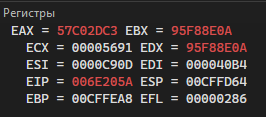 Регистры
EAX = 57C02DC3 EBX = 95F88E0A
ECX = 00005691 EDX = 95F88E0A
ESI = 0000C90D EDI = 000040B4
EIP = 006E205A ESP = 00CFFD64
EBP = 00CFFEA8 EFL = 00000286